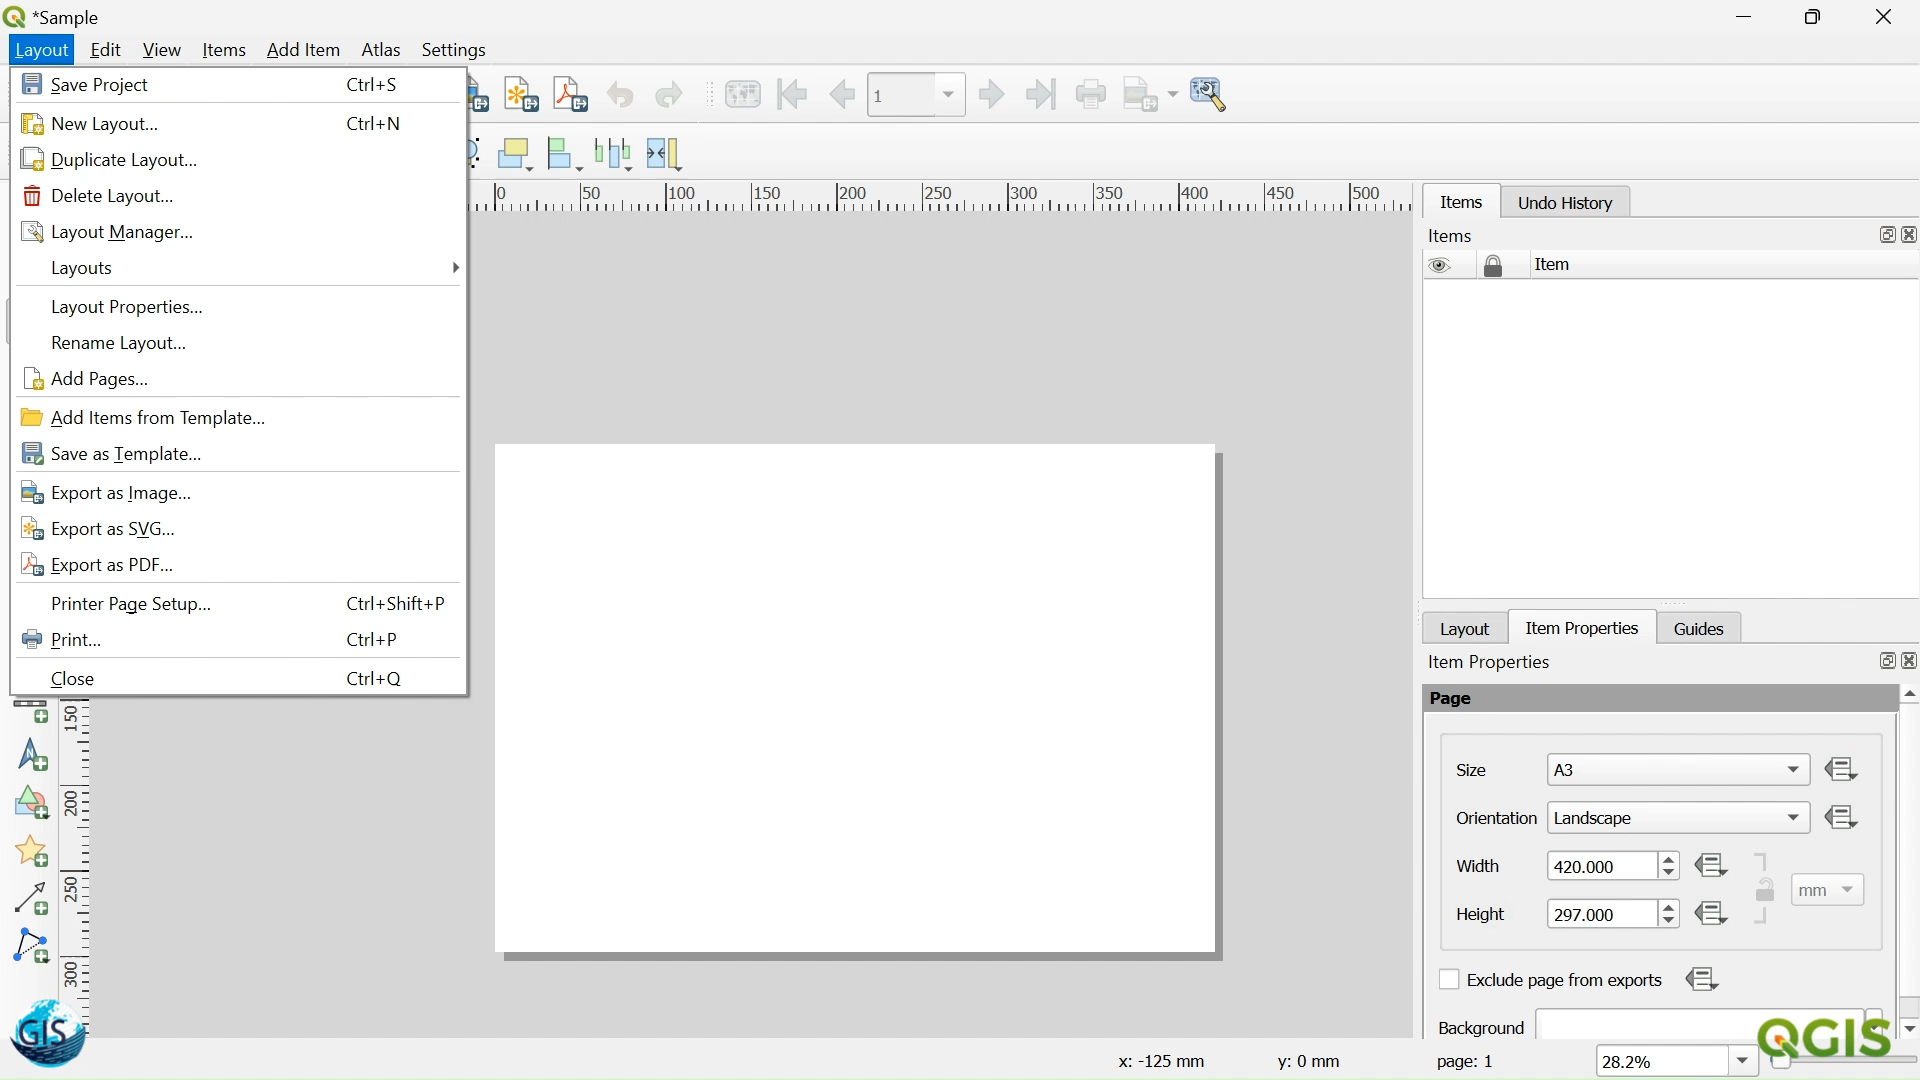 *Sample
Layout Edit View Items Add Item Atlas Settings
Save Project Ctrl+S
New Layout... Ctrl+N
Duplicate Layout...
Delete Layout...
Layout Manager...
Layouts
Layout Properties...
Rename Layout...
Add Pages...
Add Items from Template...
Save as Template...
Export as Image...
Export as SVG...
Export as PDF...
Printer Page Setup... Ctrl+Shift+P
Print... Ctrl+P
Close Ctrl+Q
1
0 50 100 150 200 250 300 350 400 450 500
150
200
250
300
Items Undo History
Items
Item
Layout Item Properties Guides
Item Properties
Page
Size A3
Orientation Landscape
Width 420.000
mm
Height 297.000
Exclude page from exports
Background
GIS
QGIS
x: -125 mm y: 0 mm page: 1 28.2%